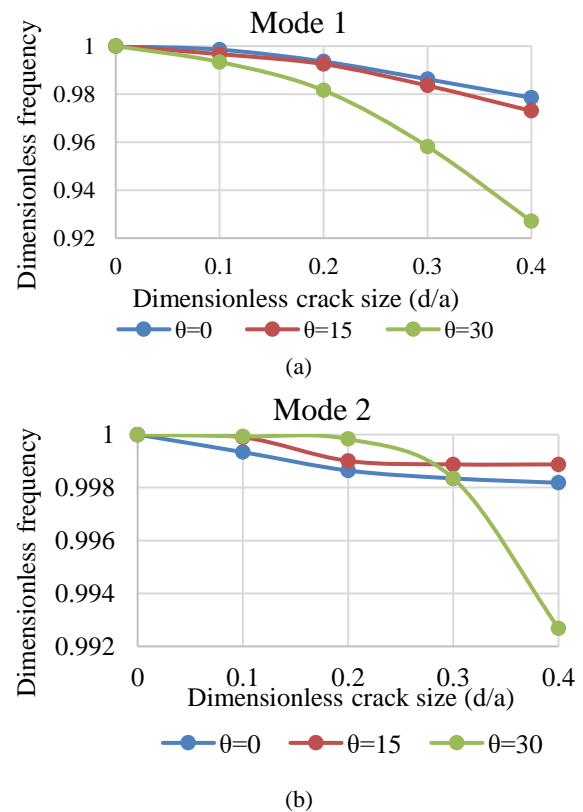 Mode 1
Dimensionless frequency
1
0.98
0.96
0.94
0.92
0 0.1 0.2 0.3 0.4
Dimensionless crack size (d/a)
θ=0 θ=15 θ=30
(a)
Mode 2
Dimensionless frequency
1
0.998
0.996
0.994
0.992
0 0.1 0.2 0.3 0.4
Dimensionless crack size (d/a)
θ=0 θ=15 θ=30
(b)